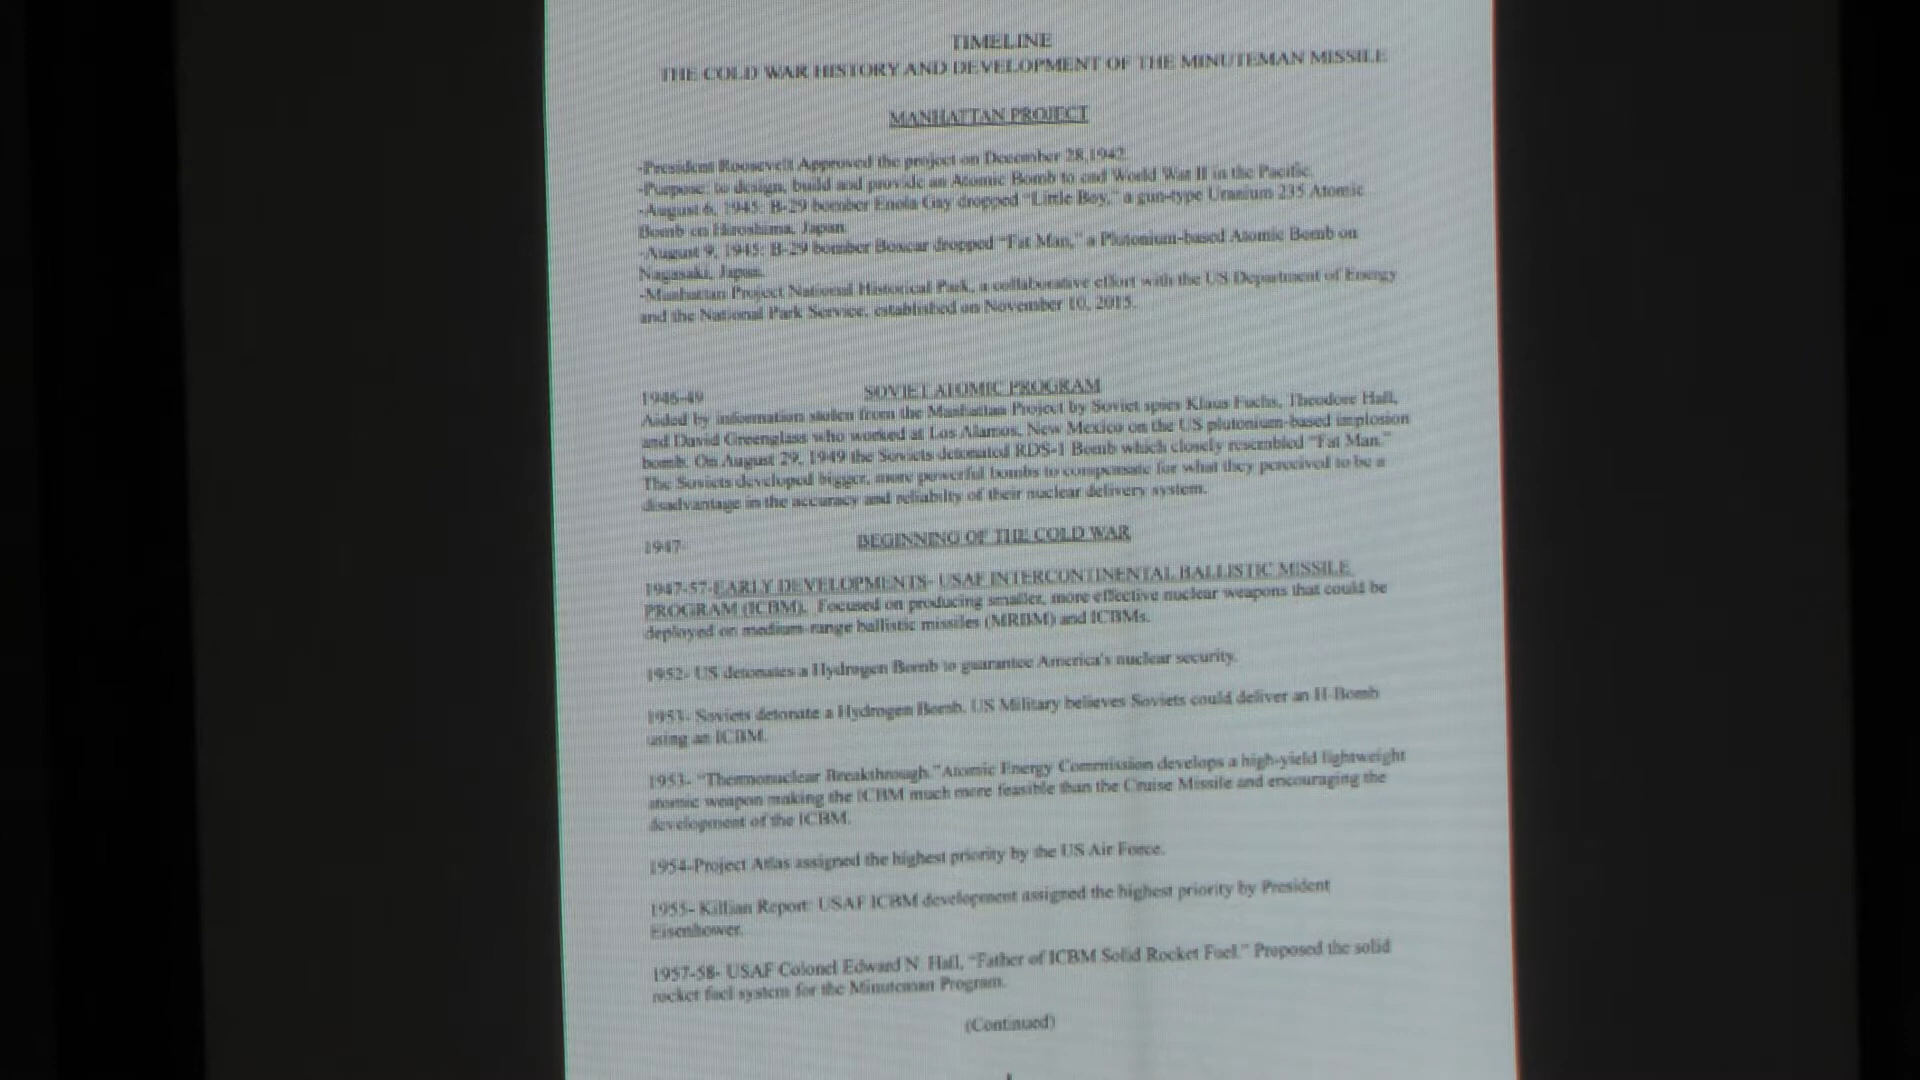 TIMELINE
THE COLD WAR HISTORY AND DEVELOPMENT OF THE MINUTEMAN MISSILE
MANHATTAN PROJECT
-President Roosevelt Approved the project on December 28,1942
-Purpose: to design, build and provide an Atomic Bomb to end World War II in the Pacific.
-August 6, 1945: B-29 bomber Enola Gay dropped "Little Boy," a gun-type Uranium 235 Atomic
Bomb on Hiroshima, Japan
-August 9, 1945: B-29 bomber Boxcar dropped "Fat Man," a Plutonium-based Atomic Bomb on
Nagasaki, Japan.
-Manhattan Project National Historical Park, a collaborative effort with the US Department of Energy
and the National Park Service, established on November 10, 2015.
1946-49 SOVIET ATOMIC PROGRAM
Aided by information stolen from the Manhattan Project by Soviet spies Klaus Fuchs, Theodore Hall,
and David Greenglass who worked at Los Alamos, New Mexico on the US plutonium-based implosion
bomb. On August 29, 1949 the Soviets detonated RDS-1 Bomb which closely resembled "Fat Man."
The Soviets developed bigger, more powerful bombs to compensate for what they perceived to be a
disadvantage in the accuracy and reliabilty of their nuclear delivery system.
1947- BEGINNING OF THE COLD WAR
1947-57-EARLY DEVELOPMENTS- USAF INTERCONTINENTAL BALLISTIC MISSILE
PROGRAM (ICBM). Focused on producing smaller, more effective nuclear weapons that could be
deployed on medium-range ballistic missiles (MRBM) and ICBMs.
1952- US detonates a Hydrogen Bomb to guarantee America's nuclear security.
1953- Soviets detonate a Hydrogen Bomb. US Military believes Soviets could deliver an H-Bomb
using an ICBM.
1953- "Thermonuclear Breakthrough." Atomic Energy Commission develops a high-yield lightweight
atomic weapon making the ICBM much more feasible than the Cruise Missile and encouraging the
development of the ICBM.
1954-Project Atlas assigned the highest priority by the US Air Force.
1955- Killian Report: USAF ICBM development assigned the highest priority by President
Eisenhower.
1957-58- USAF Colonel Edward N. Hall, "Father of ICBM Solid Rocket Fuel." Proposed the solid
rocket fuel system for the Minuteman Program.
(Continued)